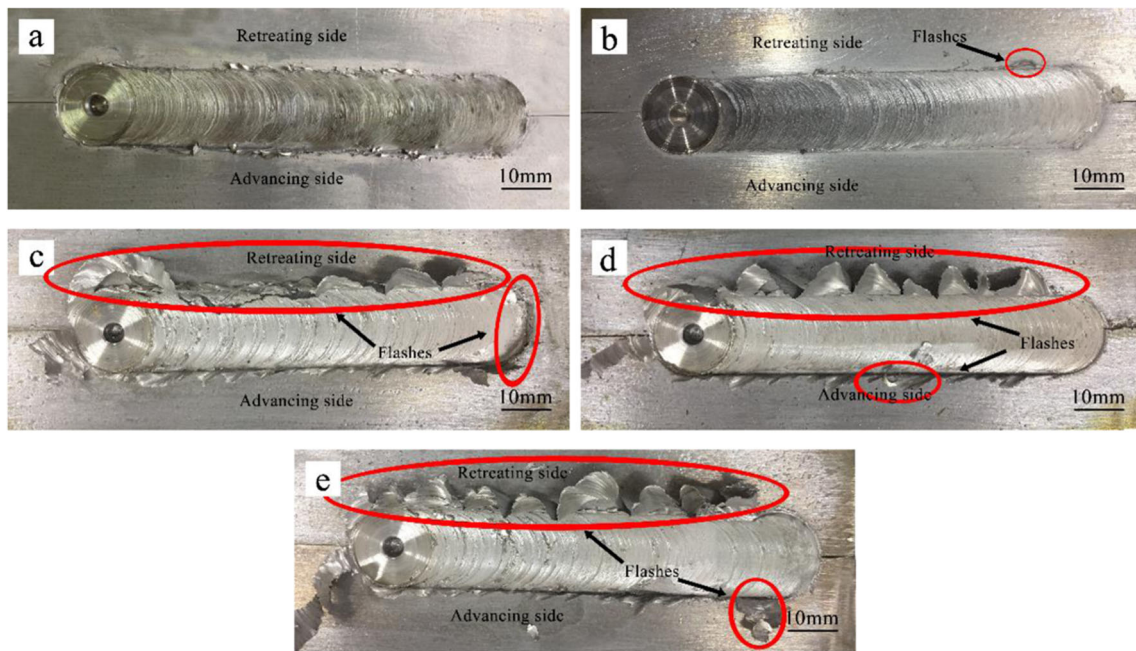 a
Retreating side
Advancing side
10mm
b
Retreating side
Flashes
Advancing side
10mm
c
Retreating side
Flashes
Advancing side
10mm
d
Retreating side
Flashes
Advancing side
10mm
e
Retreating side
Flashes
Advancing side
10mm